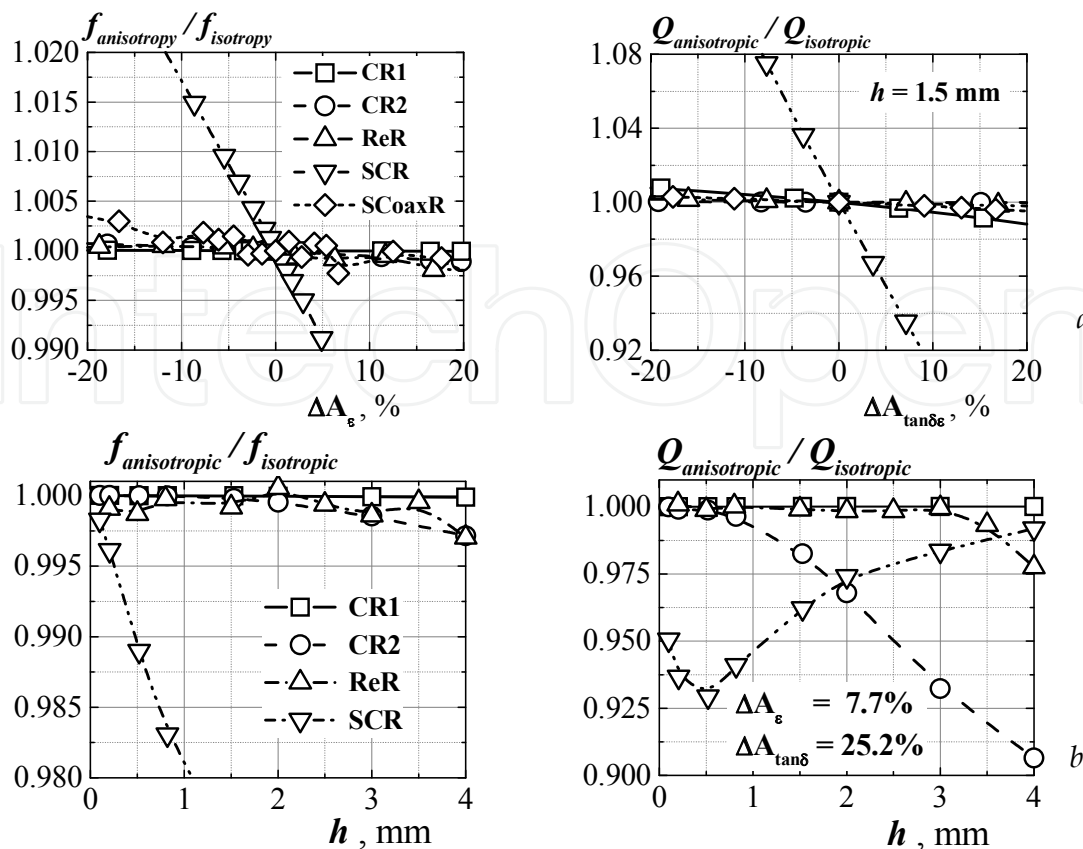 f_anisotropy / f_isotropy
1.020
1.015
1.010
1.005
1.000
0.995
0.990
CR1
CR2
ReR
SCR
SCoaxR
-20 -10 0 10 20
ΔA_ε, %
Q_anisotropic / Q_isotropic
1.08
1.04
1.00
0.96
0.92
h = 1.5 mm
-20 -10 0 10 20
ΔA_tanδε, %
a
f_anisotropic / f_isotropic
1.000
0.995
0.990
0.985
0.980
CR1
CR2
ReR
SCR
0 1 2 3 4
h , mm
Q_anisotropic / Q_isotropic
1.000
0.975
0.950
0.925
0.900
ΔA_ε = 7.7%
ΔA_tanδ = 25.2%
0 1 2 3 4
h , mm
b
IntechOpen